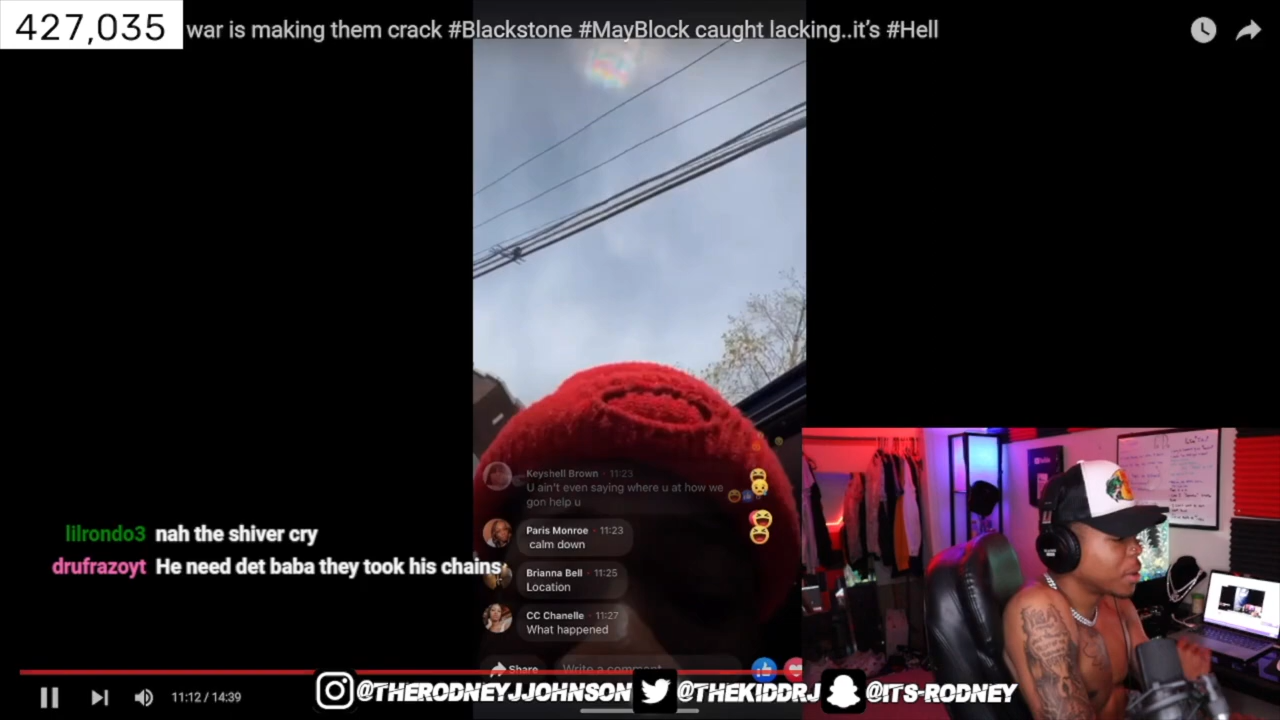 427,035
war is making them crack #Blackstone #MayBlock caught lacking..it's #Hell
Keyshell Brown · 11:23
U ain't even saying where u at how we
gon help u
Paris Monroe · 11:23
calm down
Brianna Bell · 11:25
Location
CC Chanelle · 11:27
What happened
lilrondo3 nah the shiver cry
drufrazoyt He need det baba they took his chains
Share
Write a comment
11:12 / 14:39
@THERODNEYJJOHNSON
@THEKIDDRJ
@ITS-RODNEY